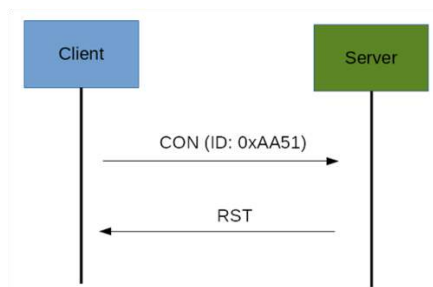 Client
Server
CON (ID: 0xAA51)
RST